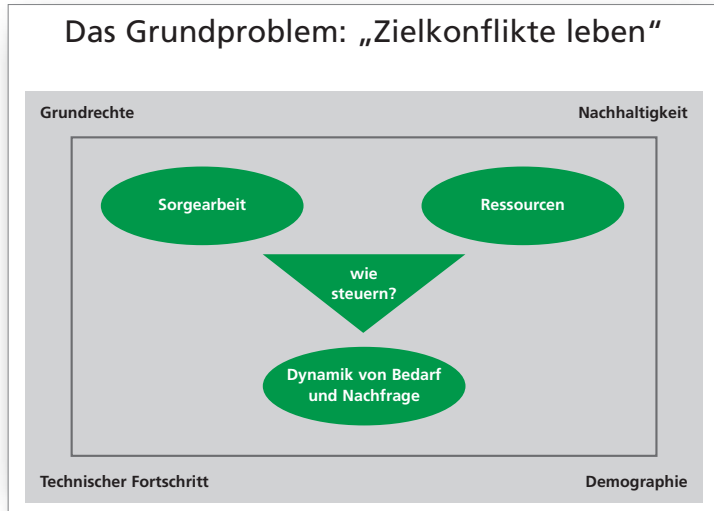 Das Grundproblem: „Zielkonflikte leben“
Grundrechte
Nachhaltigkeit
Sorgearbeit
Ressourcen
wie
steuern?
Dynamik von Bedarf
und Nachfrage
Technischer Fortschritt
Demographie